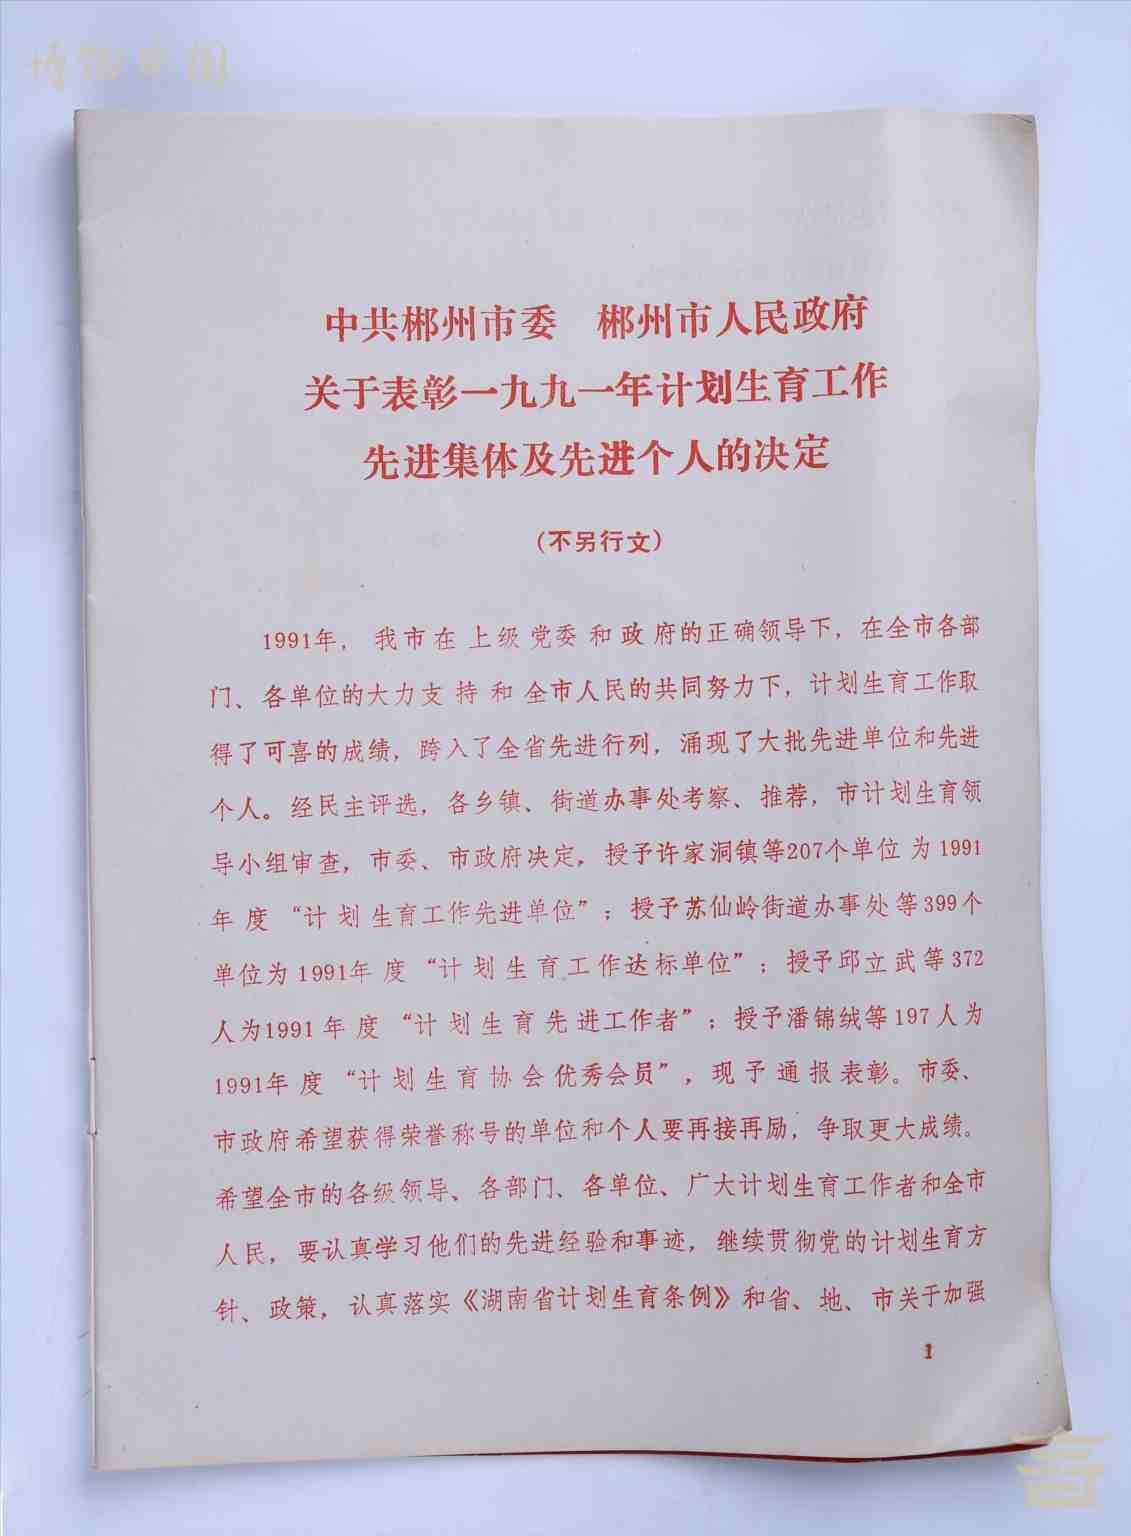 博物中国
中共郴州市委　郴州市人民政府
关于表彰一九九一年计划生育工作
先进集体及先进个人的决定
（不另行文）
1991年，我市在上级党委和政府的正确领导下，在全市各部
门、各单位的大力支持和全市人民的共同努力下，计划生育工作取
得了可喜的成绩，跨入了全省先进行列，涌现了大批先进单位和先进
个人。经民主评选，各乡镇、街道办事处考察、推荐，市计划生育领
导小组审查，市委、市政府决定，授予许家洞镇等207个单位为1991
年度“计划生育工作先进单位”；授予苏仙岭街道办事处等399个
单位为1991年度“计划生育工作达标单位”；授予邱立武等372
人为1991年度“计划生育先进工作者”；授予潘锦绒等197人为
1991年度“计划生育协会优秀会员”，现予通报表彰。市委、
市政府希望获得荣誉称号的单位和个人要再接再励，争取更大成绩。
希望全市的各级领导、各部门、各单位、广大计划生育工作者和全市
人民，要认真学习他们的先进经验和事迹，继续贯彻党的计划生育方
针、政策，认真落实《湖南省计划生育条例》和省、地、市关于加强
1